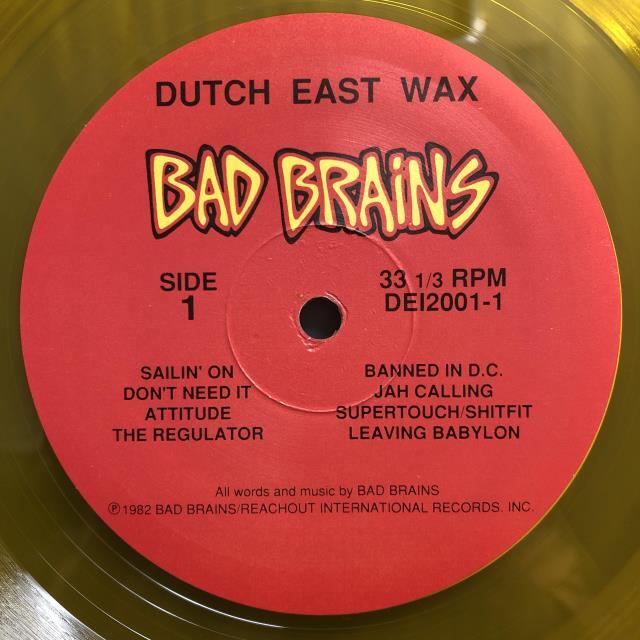 DUTCH EAST WAX
BAD BRAiNS
SIDE
1
33 1/3 RPM
DEI2001-1
SAILIN' ON
DON'T NEED IT
ATTITUDE
THE REGULATOR
BANNED IN D.C.
JAH CALLING
SUPERTOUCH/SHITFIT
LEAVING BABYLON
All words and music by BAD BRAINS
℗1982 BAD BRAINS/REACHOUT INTERNATIONAL RECORDS. INC.